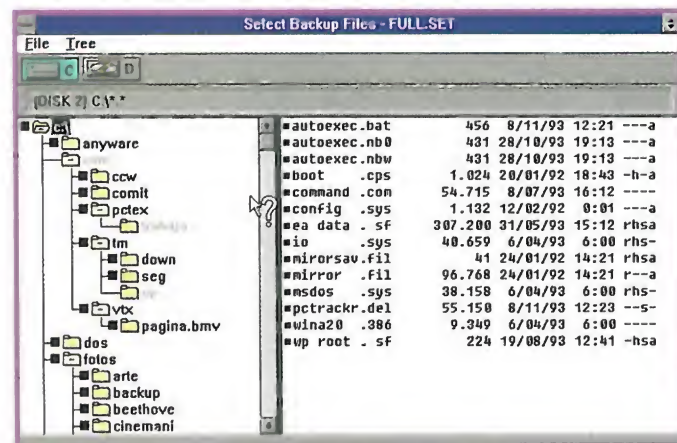 Select Backup Files - FULL.SET
File Tree
C D
(DISK 2) C:\*.*
anyware
ccw
comit
pctex
tm
down
seg
vtx
pagina.bmv
dos
fotos
arte
backup
beethove
cinemani
autoexec.bat 456 8/11/93 12:21 ---a
autoexec.nb0 431 28/10/93 19:13 ---a
autoexec.nbw 431 28/10/93 19:13 ---a
boot .cps 1.024 20/01/92 18:43 -h-a
command .com 54.715 8/07/93 16:12 ----
config .sys 1.132 12/02/92 0:01 ---a
ea data . sf 307.200 31/05/93 15:12 rhsa
io .sys 40.659 6/04/93 6:00 rhs-
mirorsav.fil 41 24/01/92 14:21 rhsa
mirror .fil 96.768 24/01/92 14:21 r--a
msdos .sys 38.158 6/04/93 6:00 rhs-
pctrackr.del 55.150 8/11/93 12:23 --s-
wina20 .386 9.349 6/04/93 6:00 ----
wp root . sf 224 19/08/93 12:41 -hsa